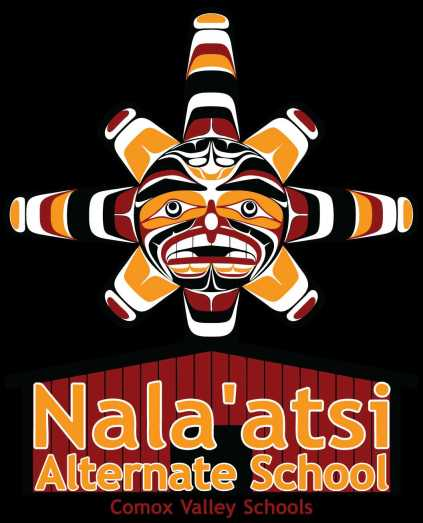 Nala'atsi
Alternate School
Comox Valley Schools